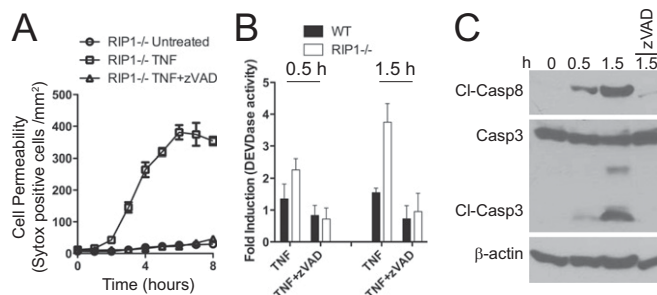 A
RIP1-/- Untreated
RIP1-/- TNF
RIP1-/- TNF+zVAD
Cell Permeability
(Sytox positive cells /mm²)
500
400
300
200
100
0
0 4 8
Time (hours)
B
WT
RIP1-/-
0.5 h
1.5 h
Fold Induction (DEVDase activity)
5
4
3
2
1
0
TNF
TNF+zVAD
TNF
TNF+zVAD
C
zVAD
h 0 0.5 1.5 1.5
Cl-Casp8
Casp3
Cl-Casp3
β-actin